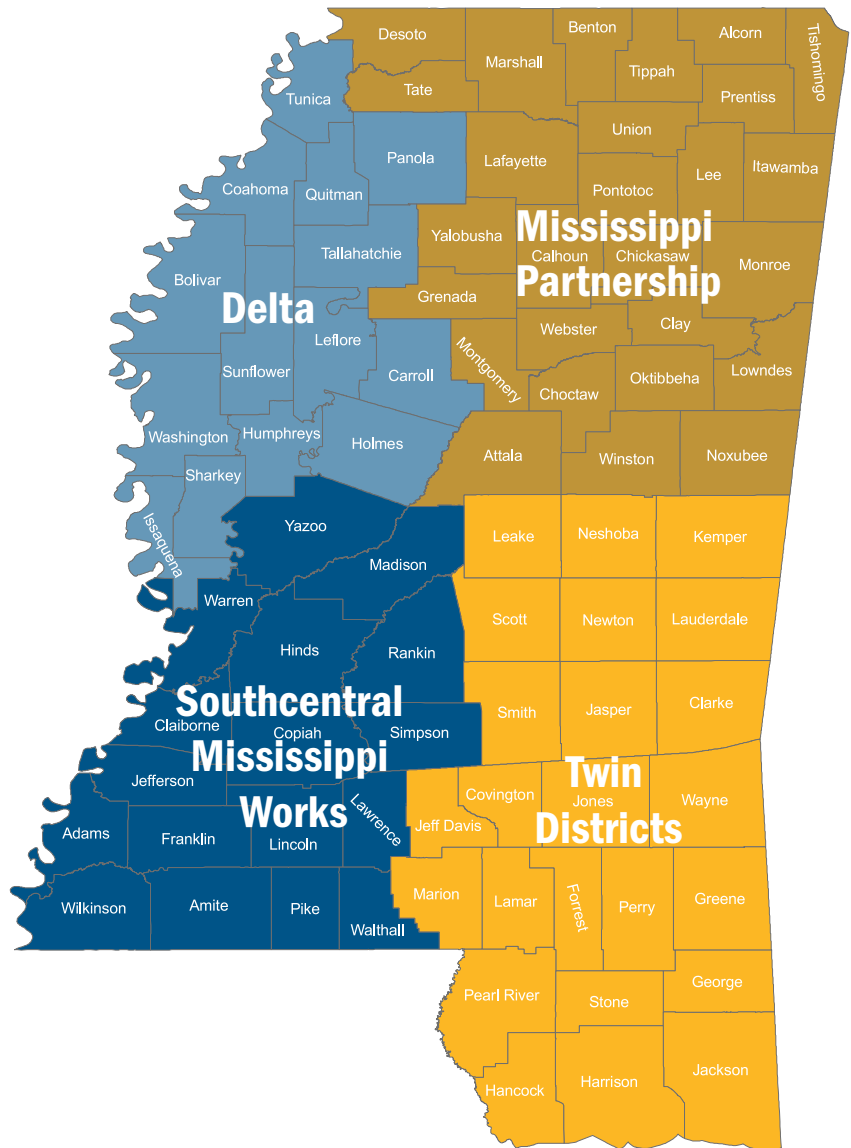 Desoto
Benton
Alcorn
Tishomingo
Marshall
Tippah
Tate
Prentiss
Tunica
Union
Panola
Lafayette
Lee
Itawamba
Coahoma
Quitman
Pontotoc
Yalobusha
Mississippi
Partnership
Tallahatchie
Calhoun
Chickasaw
Monroe
Bolivar
Delta
Grenada
Webster
Clay
Leflore
Montgomery
Sunflower
Carroll
Choctaw
Oktibbeha
Lowndes
Washington
Humphreys
Holmes
Attala
Winston
Noxubee
Sharkey
Issaquena
Yazoo
Leake
Neshoba
Kemper
Madison
Warren
Scott
Newton
Lauderdale
Hinds
Rankin
Southcentral
Mississippi
Works
Claiborne
Copiah
Simpson
Smith
Jasper
Clarke
Jefferson
Twin
Districts
Covington
Jones
Wayne
Lawrence
Jeff Davis
Adams
Franklin
Lincoln
Wilkinson
Amite
Pike
Walthall
Marion
Lamar
Forrest
Perry
Greene
Pearl River
Stone
George
Hancock
Harrison
Jackson